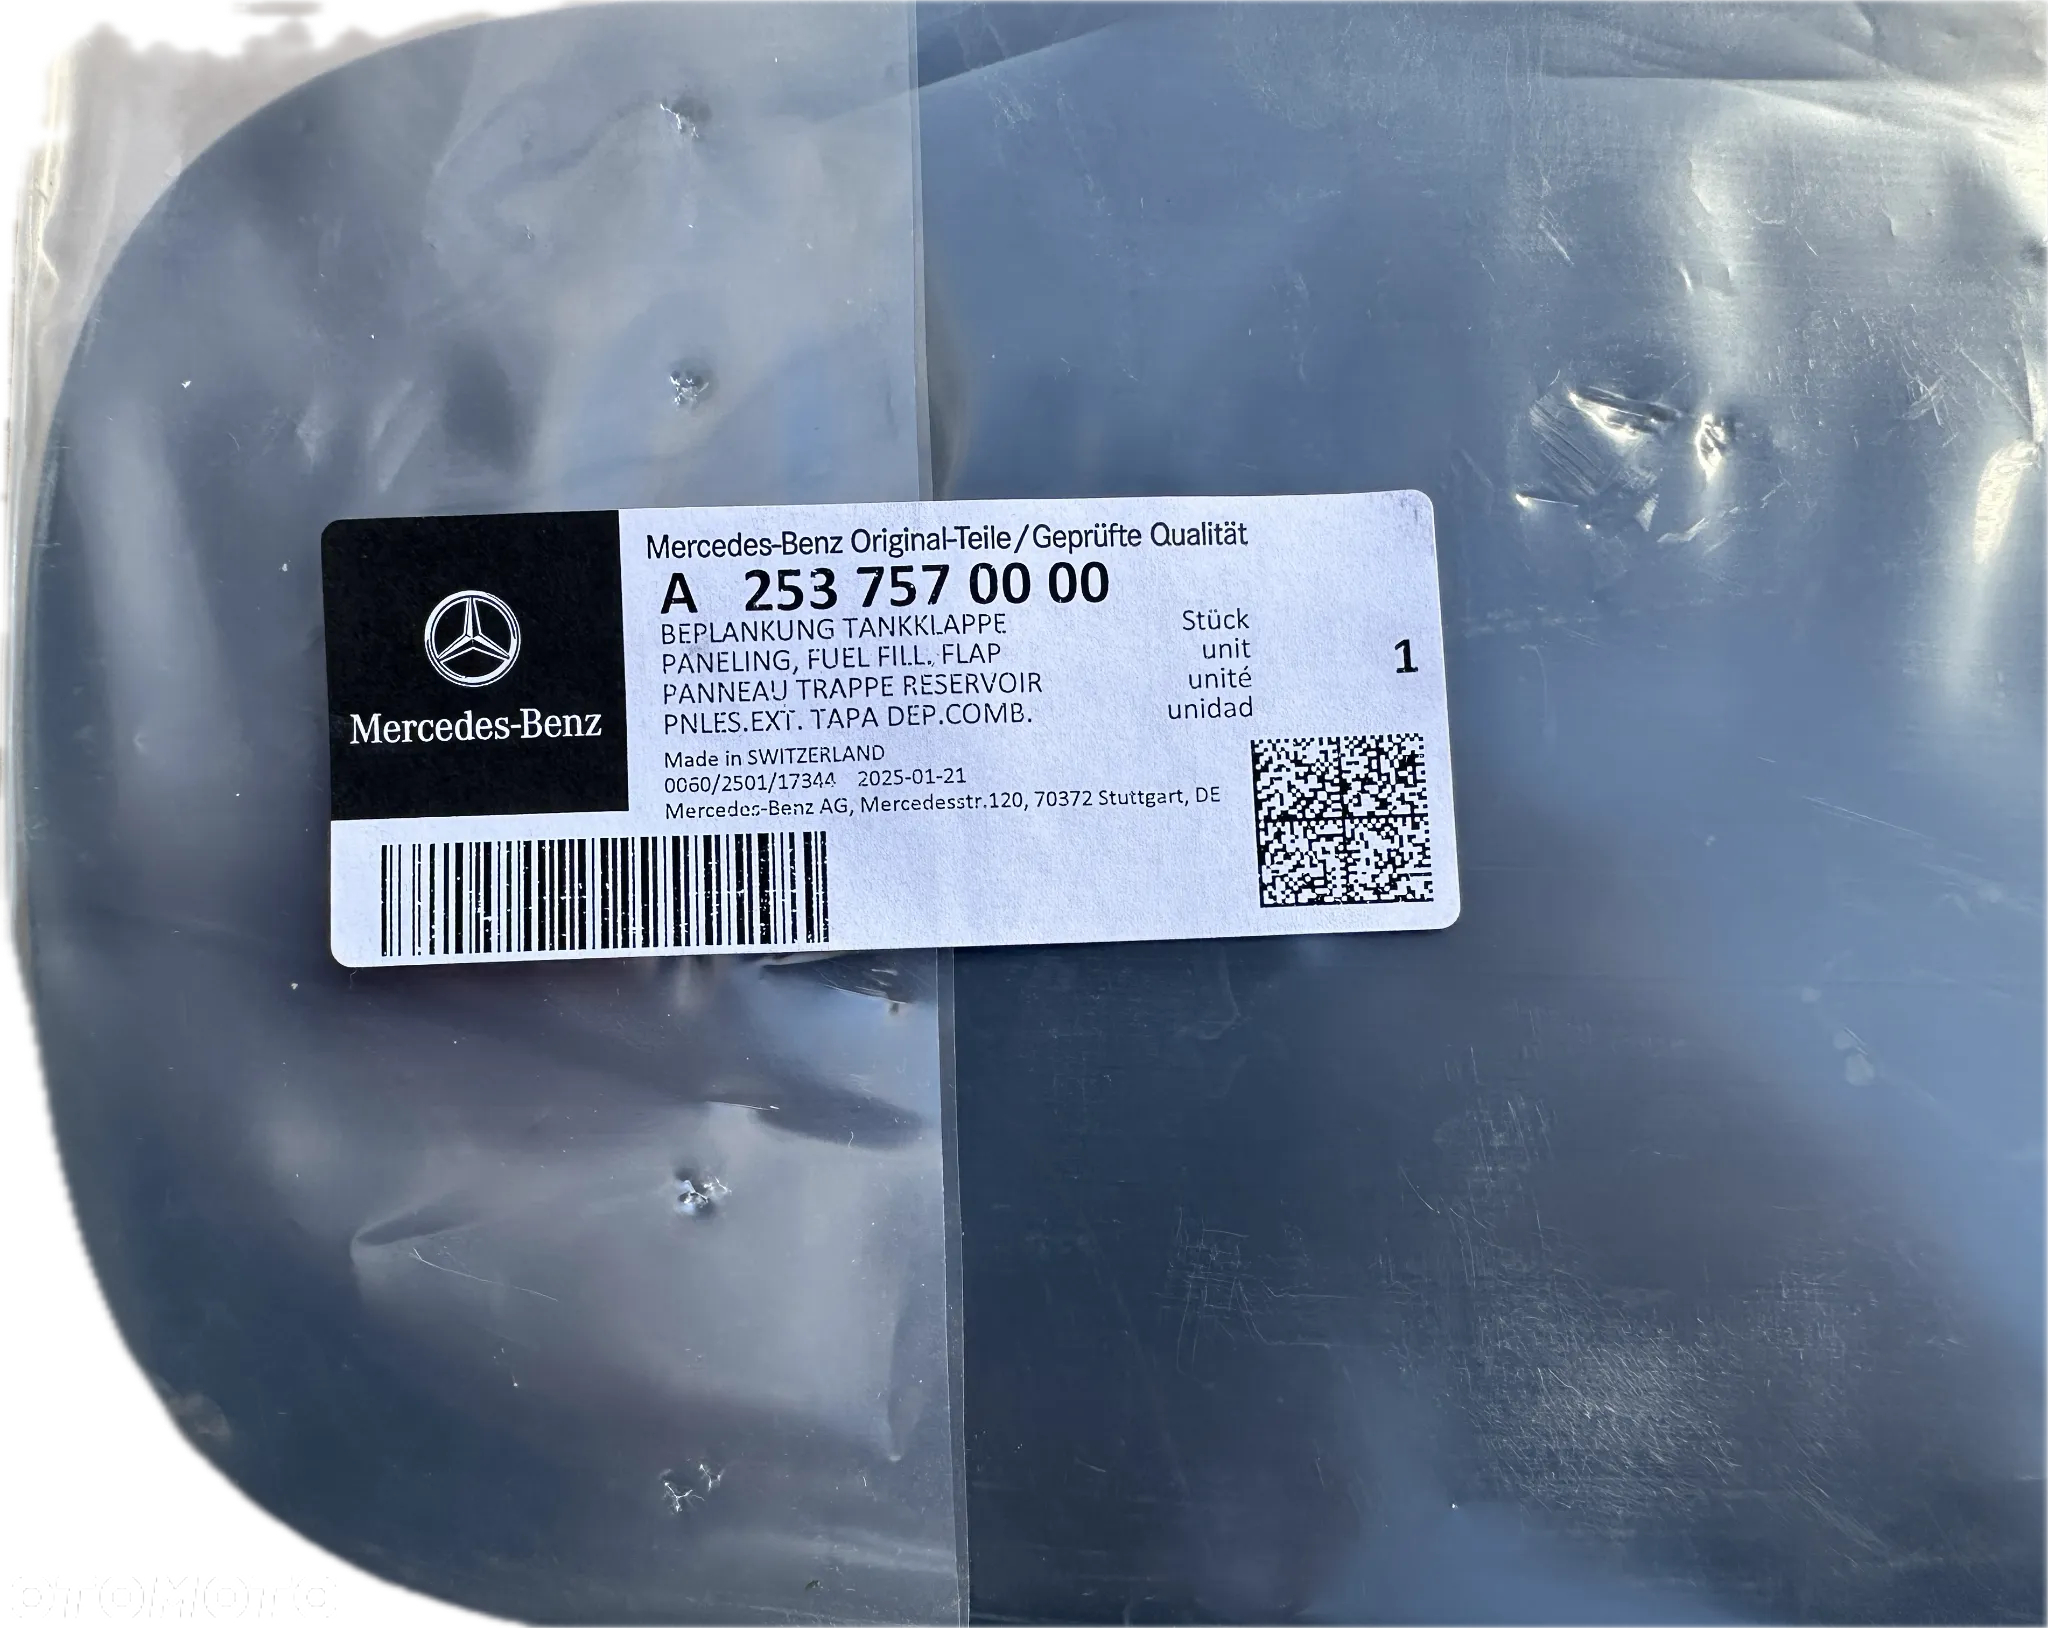 Mercedes-Benz
Mercedes-Benz Original-Teile/Geprüfte Qualität
A 253 757 00 00
BEPLANKUNG TANKKLAPPE Stück
PANELING, FUEL FILL. FLAP unit
PANNEAU TRAPPE RESERVOIR unité
PNLES.EXT. TAPA DEP.COMB. unidad
1
Made in SWITZERLAND
0060/2501/17344 2025-01-21
Mercedes-Benz AG, Mercedesstr.120, 70372 Stuttgart, DE
OTOMOTO